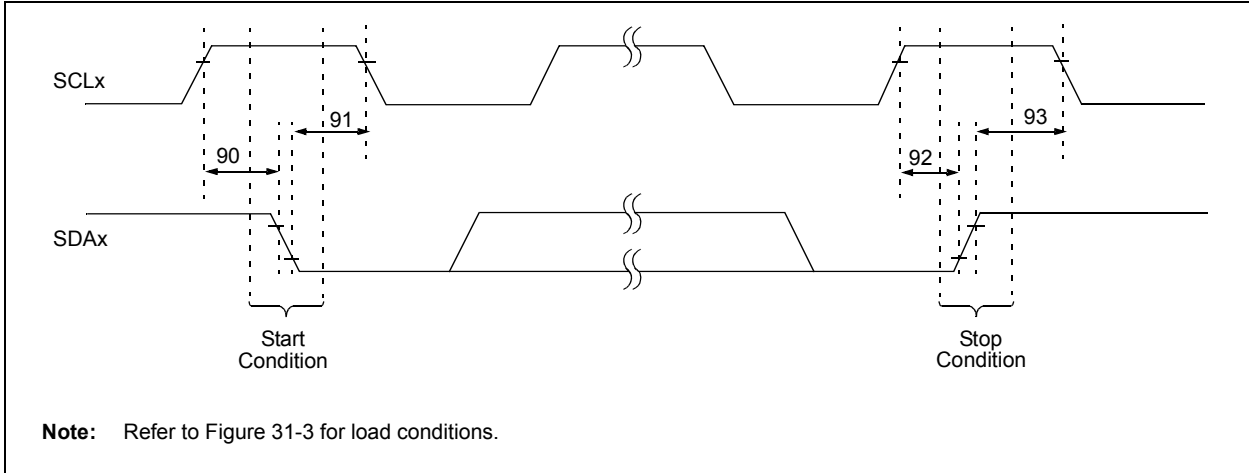 SCLx
91
93
90
92
SDAx
Start
Condition
Stop
Condition
Note: Refer to Figure 31-3 for load conditions.